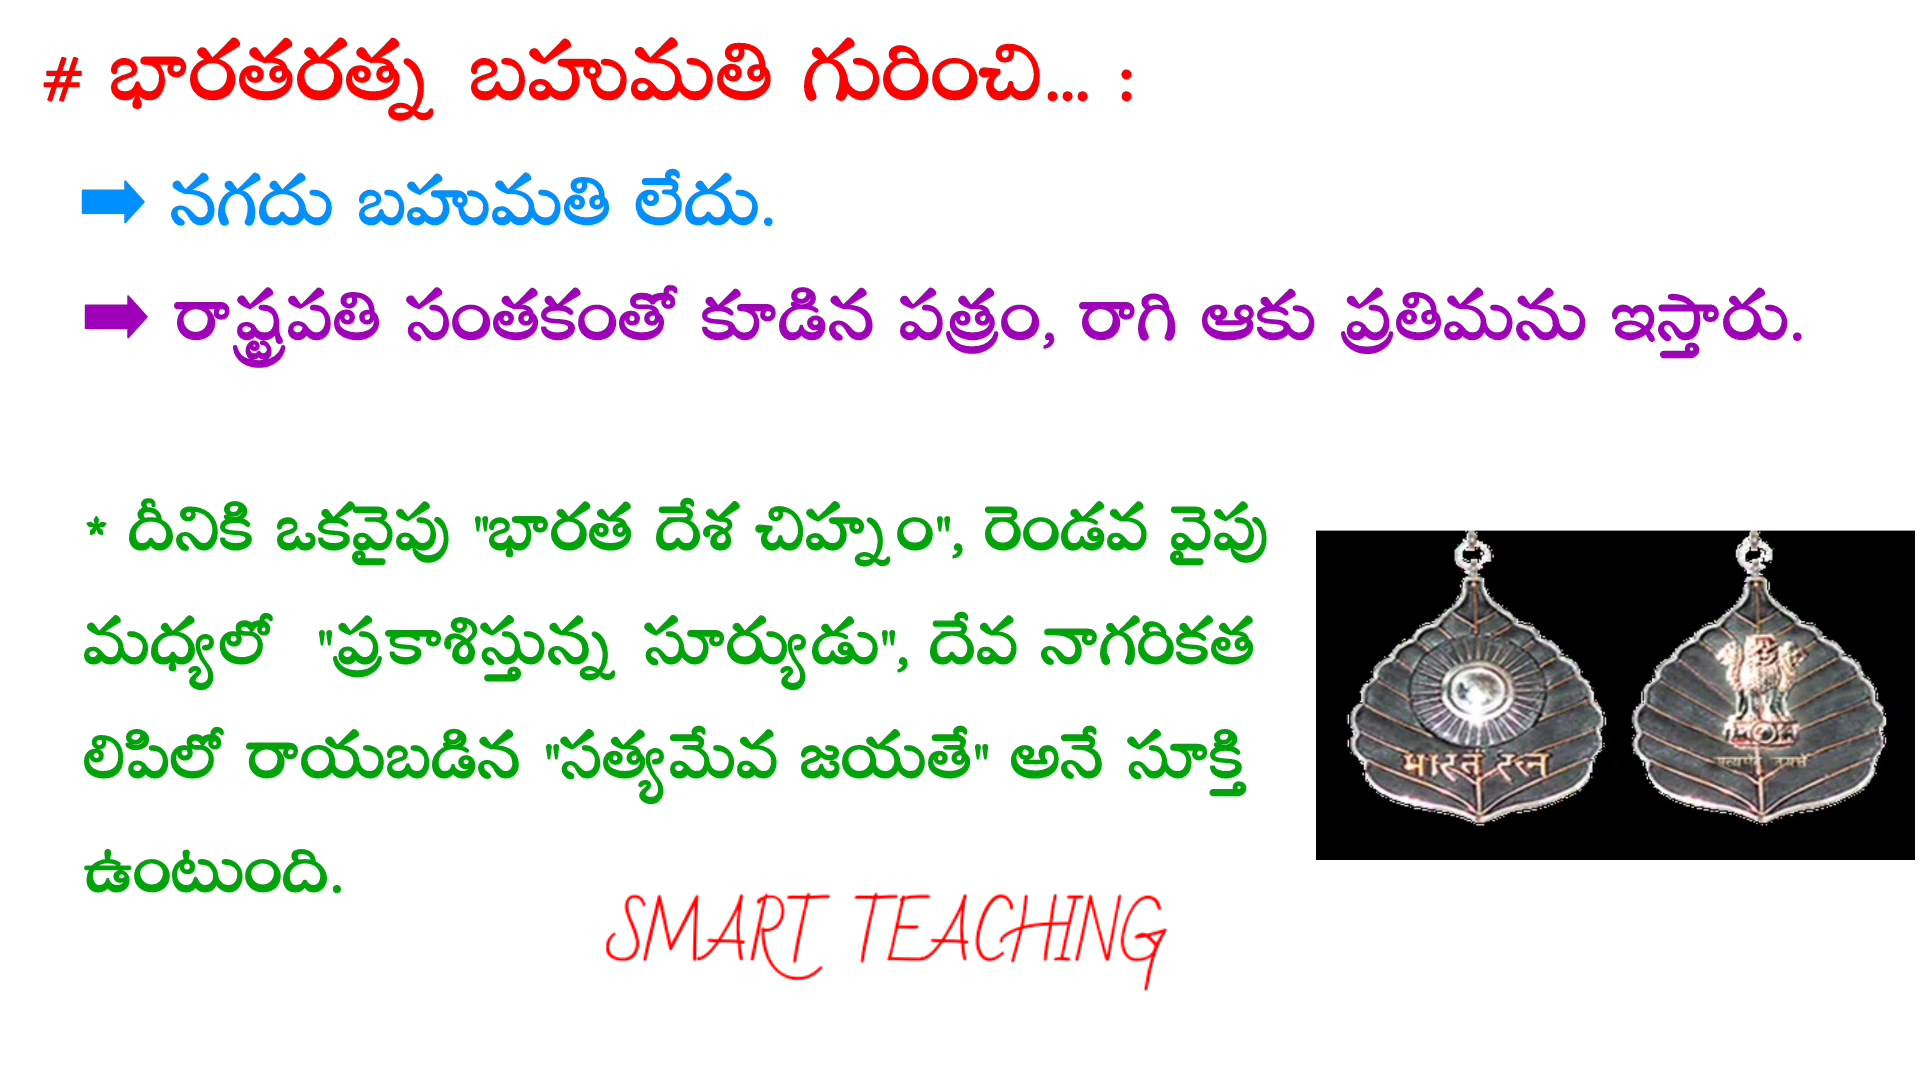 # భారతరత్న బహుమతి గురించి... :
➡ నగదు బహుమతి లేదు.
➡ రాష్ట్రపతి సంతకంతో కూడిన పత్రం, రాగి ఆకు ప్రతిమను ఇస్తారు.
* దీనికి ఒకవైపు "భారత దేశ చిహ్నం", రెండవ వైపు
మధ్యలో "ప్రకాశిస్తున్న సూర్యుడు", దేవ నాగరికత
లిపిలో రాయబడిన "సత్యమేవ జయతే" అనే సూక్తి
ఉంటుంది.
भारत रत्न
SMART TEACHING